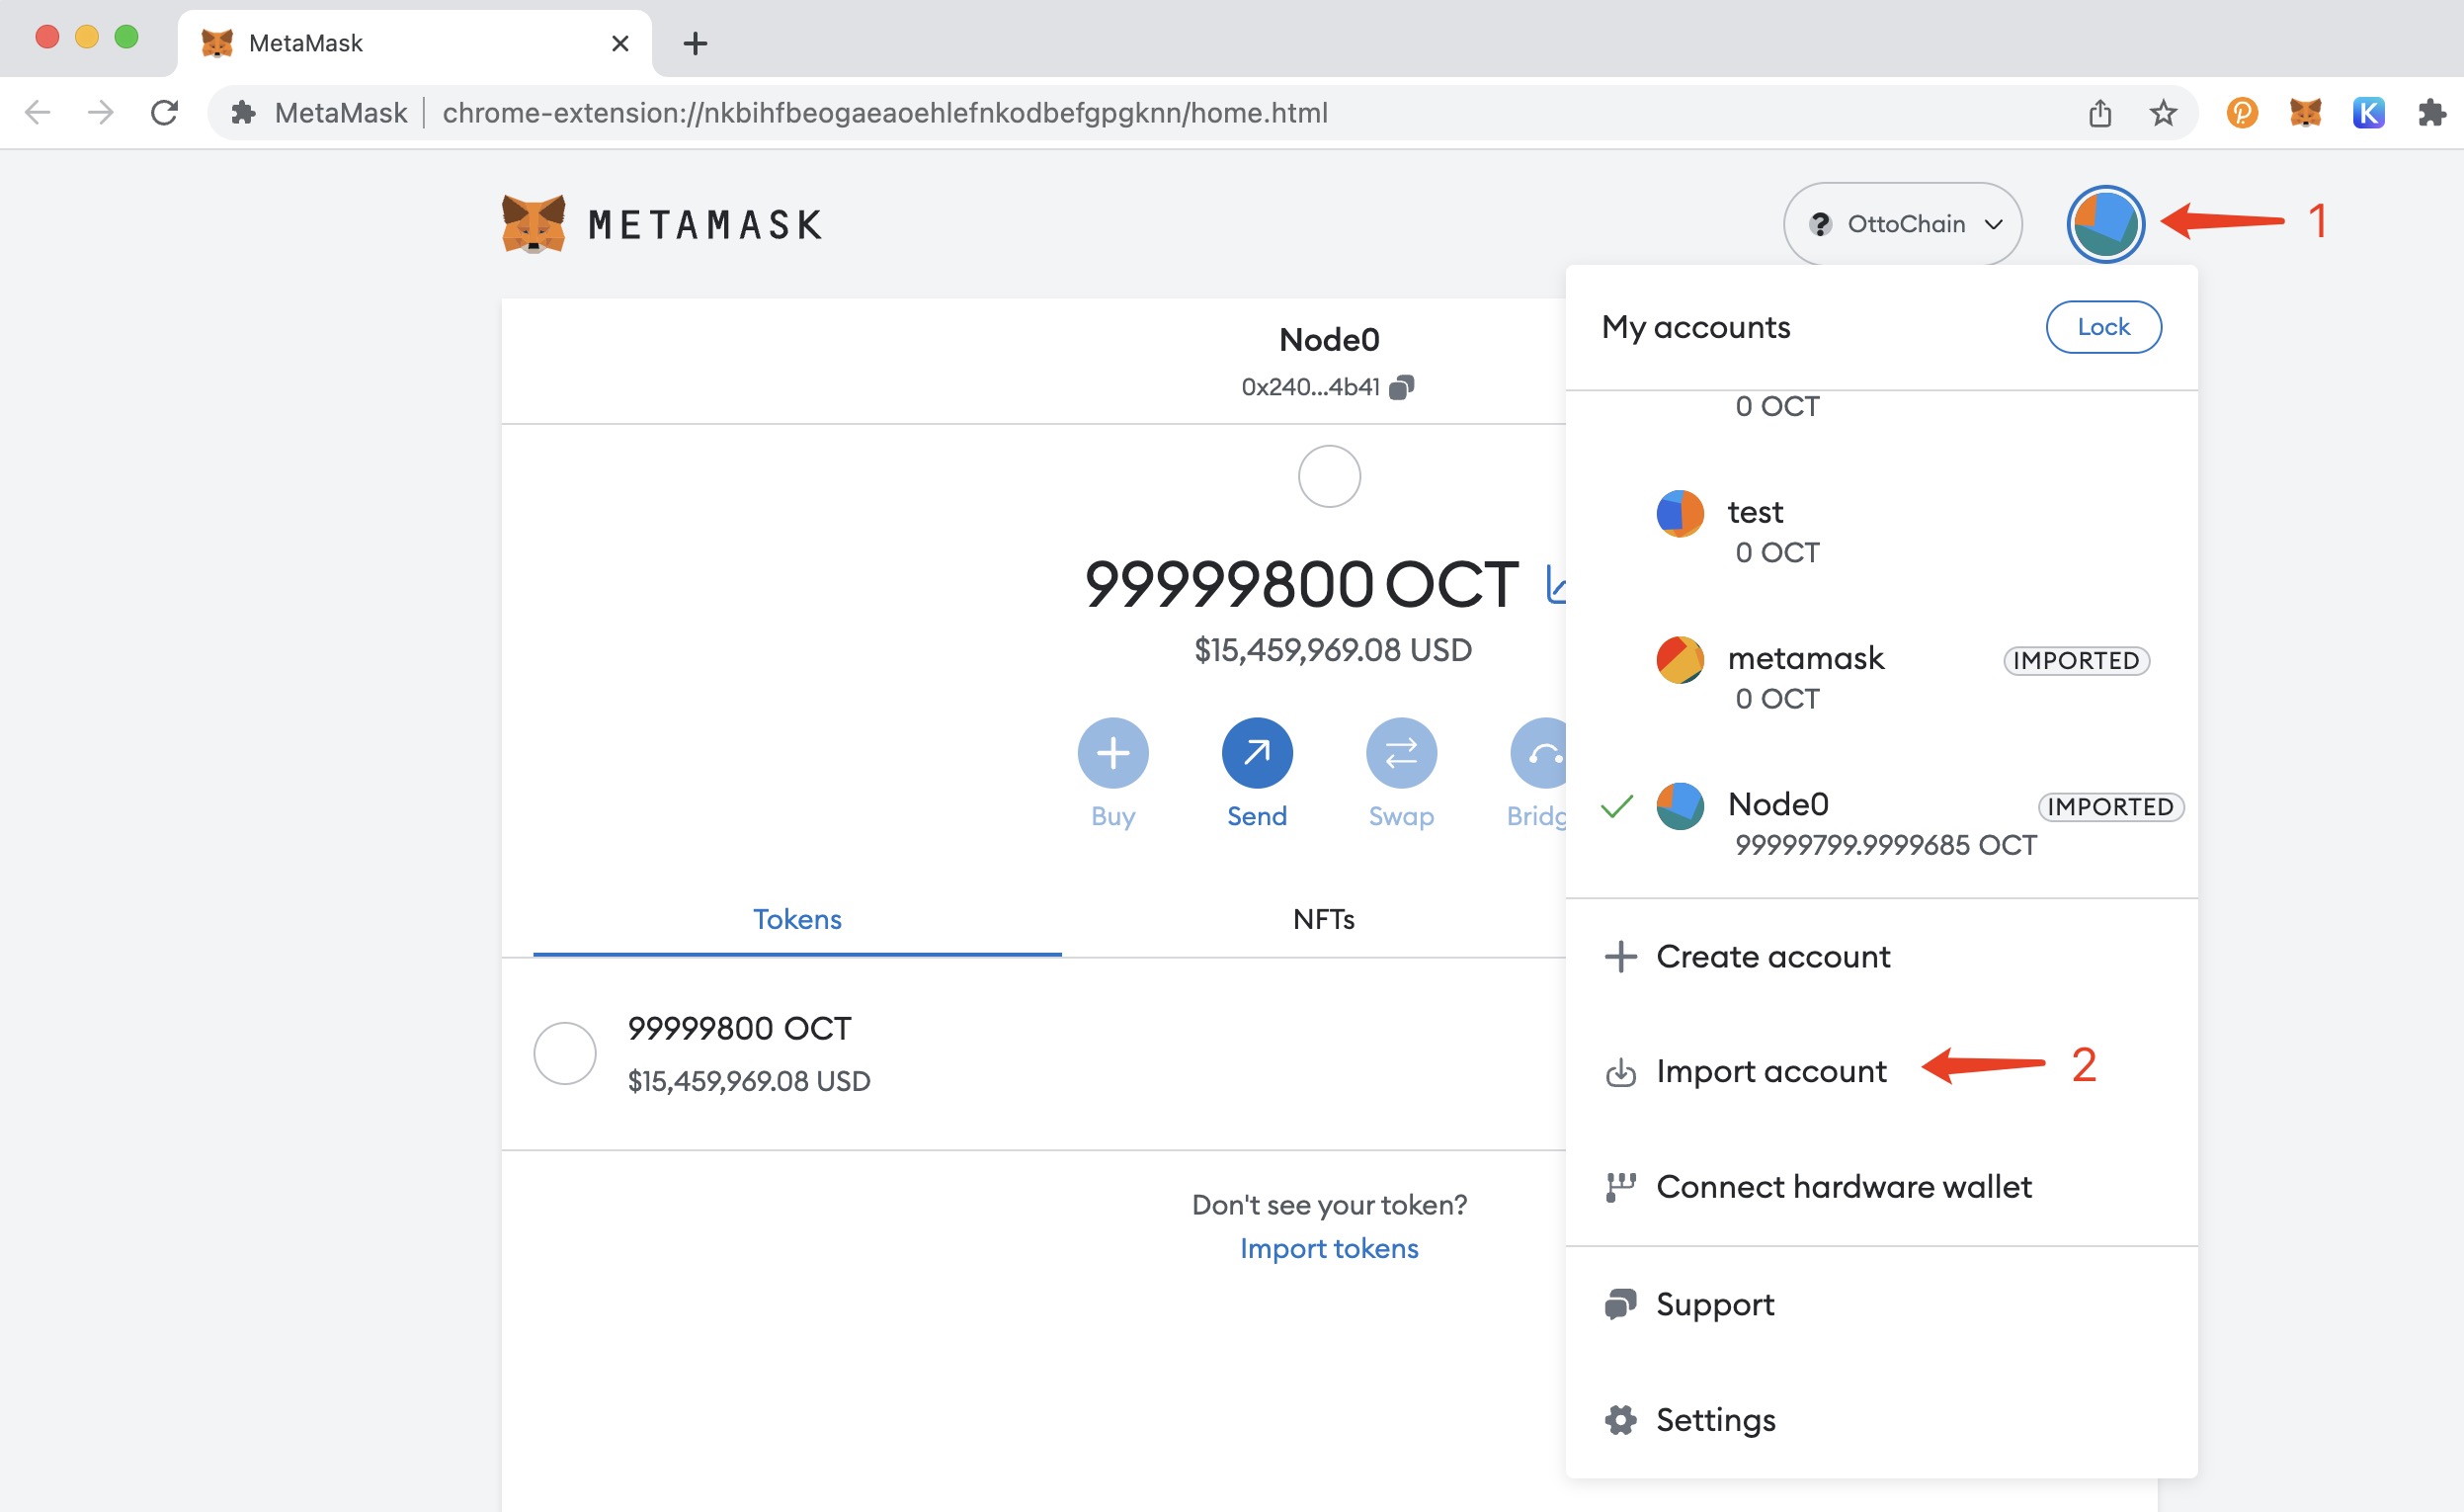 MetaMask
MetaMask chrome-extension://nkbihfbeogaeaoehlefnkodbefgpgknn/home.html
METAMASK
OttoChain
1
Node0
0x240...4b41
99999800 OCT
$15,459,969.08 USD
Buy
Send
Swap
Bridg
Tokens
NFTs
99999800 OCT
$15,459,969.08 USD
Don't see your token?
Import tokens
My accounts
Lock
0 OCT
test
0 OCT
metamask
IMPORTED
0 OCT
Node0
IMPORTED
99999799.9999685 OCT
Create account
Import account
2
Connect hardware wallet
Support
Settings